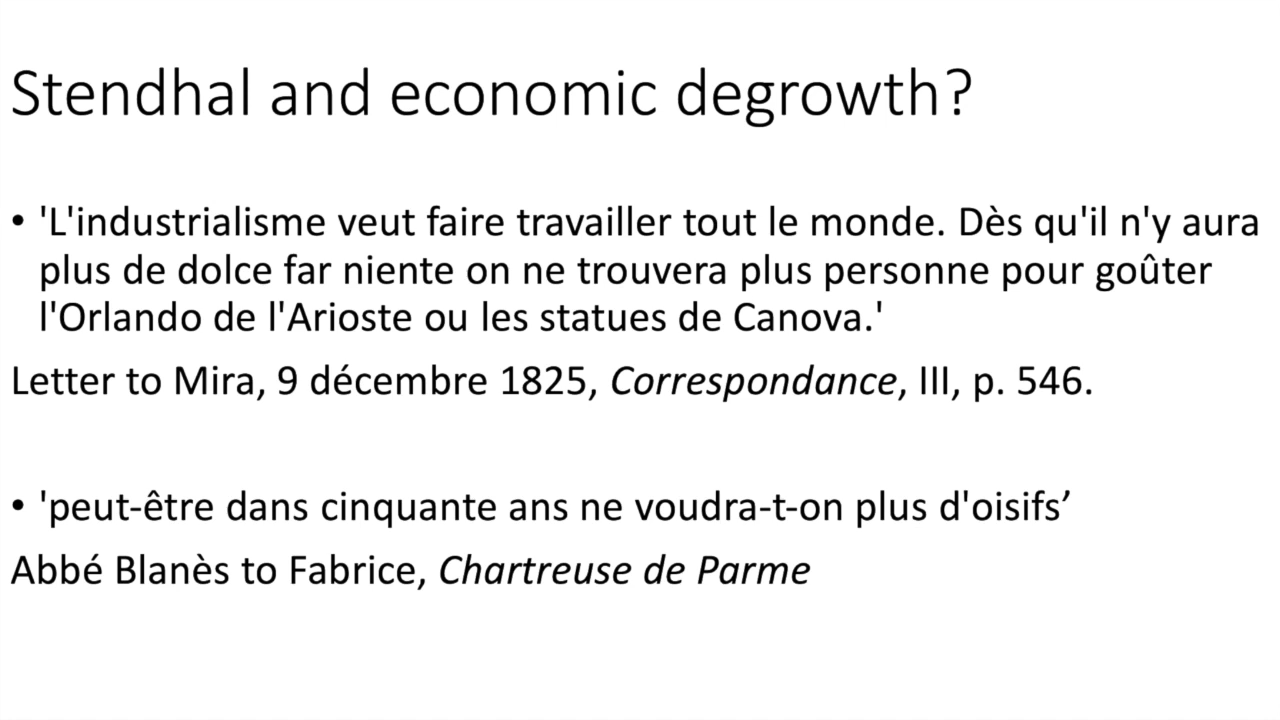 Stendhal and economic degrowth?
• 'L'industrialisme veut faire travailler tout le monde. Dès qu'il n'y aura
plus de dolce far niente on ne trouvera plus personne pour goûter
l'Orlando de l'Arioste ou les statues de Canova.'
Letter to Mira, 9 décembre 1825, Correspondance, III, p. 546.
• 'peut-être dans cinquante ans ne voudra-t-on plus d'oisifs’
Abbé Blanès to Fabrice, Chartreuse de Parme